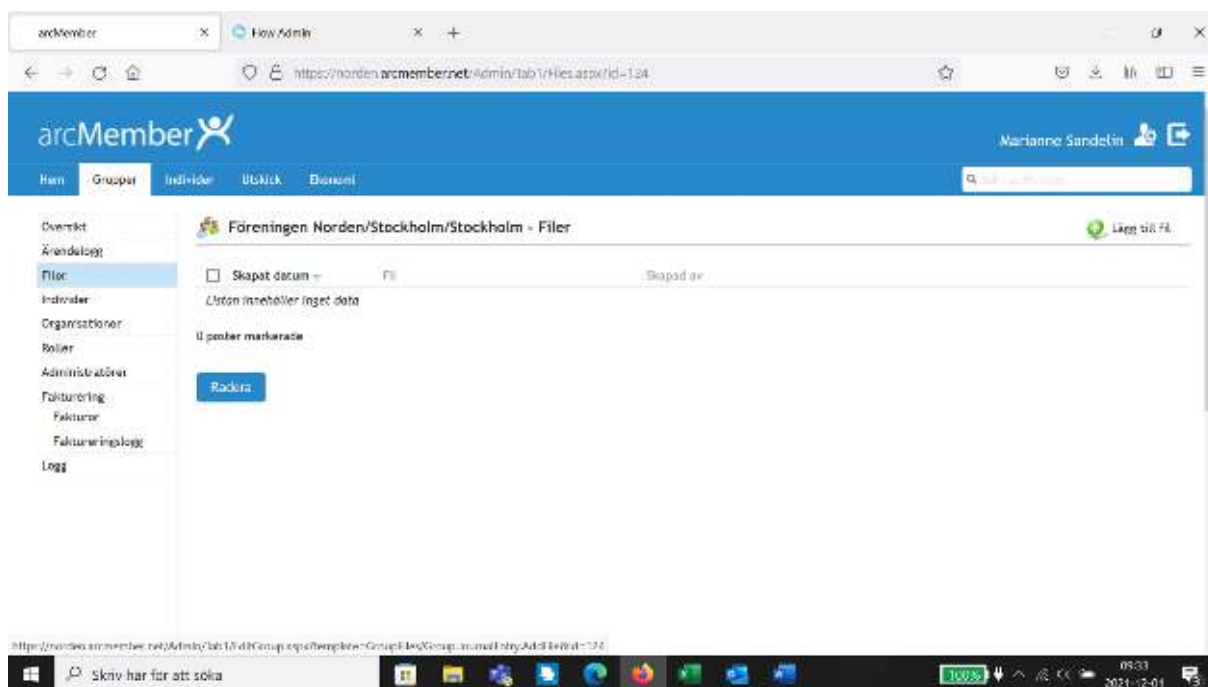 arcMember
Flow Admin
https://norden.arcmember.net/Admin/Tab1/Files.aspx?id=124
arcMember
Marianne Sandelin
Hem Grupper Individer Utskick Ekonomi
Översikt
Föreningen Norden/Stockholm/Stockholm - Filer
Lägg till fil
Ärendelogg
Filer
Skapat datum Fil Skapad av
Individer
Listan innehåller inget data
Organisationer
0 poster markerade
Roller
Administratörer
Radera
Fakturering
Fakturor
Faktureringslogg
Logg
Skriv här för att söka
100%
09:33
2021-12-01